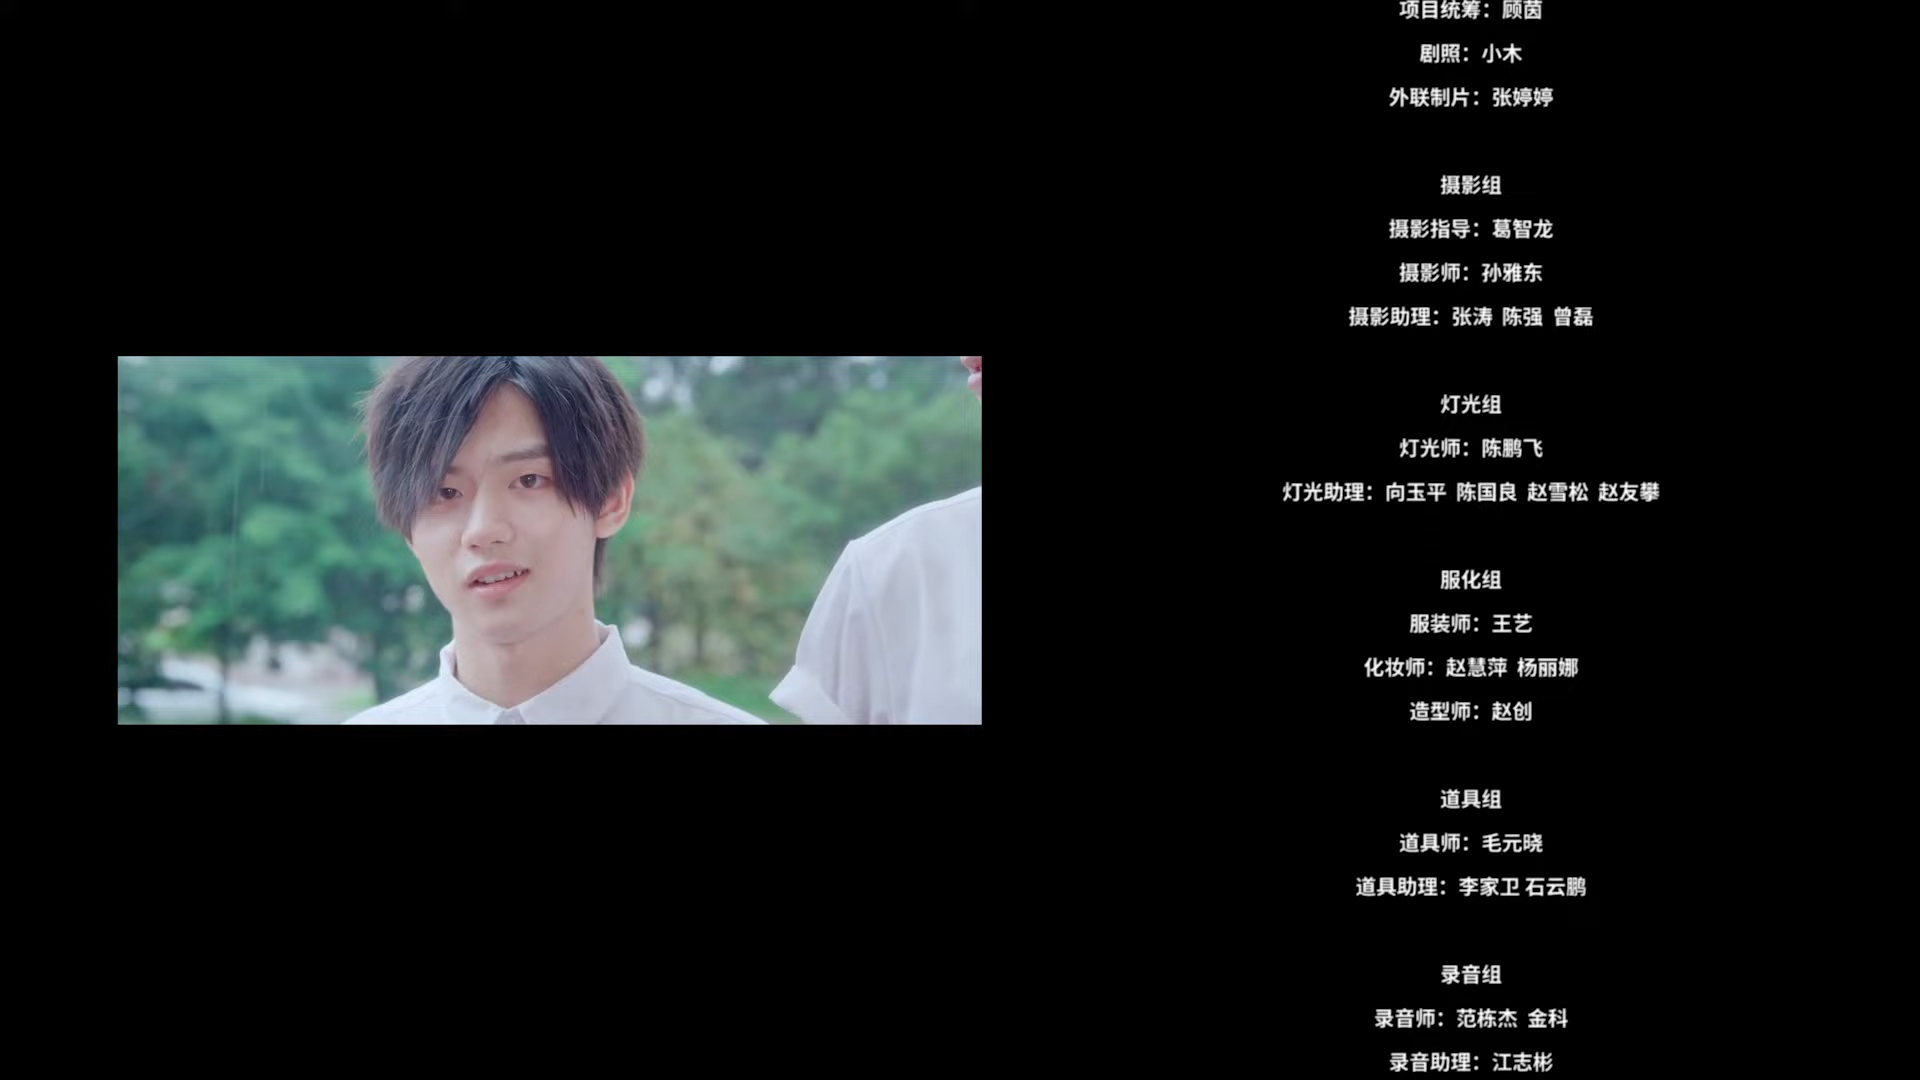 项目统筹：顾茵
剧照：小木
外联制片：张婷婷
摄影组
摄影指导：葛智龙
摄影师：孙雅东
摄影助理：张涛 陈强 曾磊
灯光组
灯光师：陈鹏飞
灯光助理：向玉平 陈国良 赵雪松 赵友攀
服化组
服装师：王艺
化妆师：赵慧萍 杨丽娜
造型师：赵创
道具组
道具师：毛元晓
道具助理：李家卫 石云鹏
录音组
录音师：范栋杰 金科
录音助理：江志彬